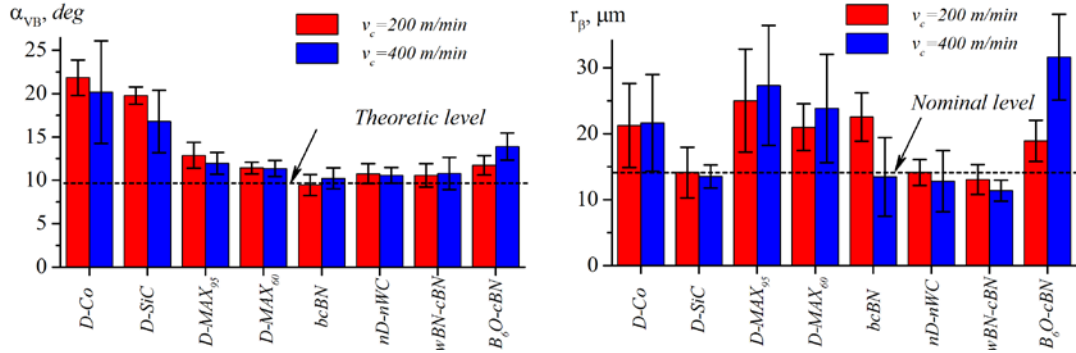 α_VB, deg
v_c=200 m/min
v_c=400 m/min
Theoretic level
25
20
15
10
5
0
D-Co
D-SiC
D-MAX_95
D-MAX_60
bcBN
nD-nWC
wBN-cBN
B_6O-cBN
r_β, μm
v_c=200 m/min
v_c=400 m/min
Nominal level
30
20
10
0
D-Co
D-SiC
D-MAX_95
D-MAX_60
bcBN
nD-nWC
wBN-cBN
B_6O-cBN